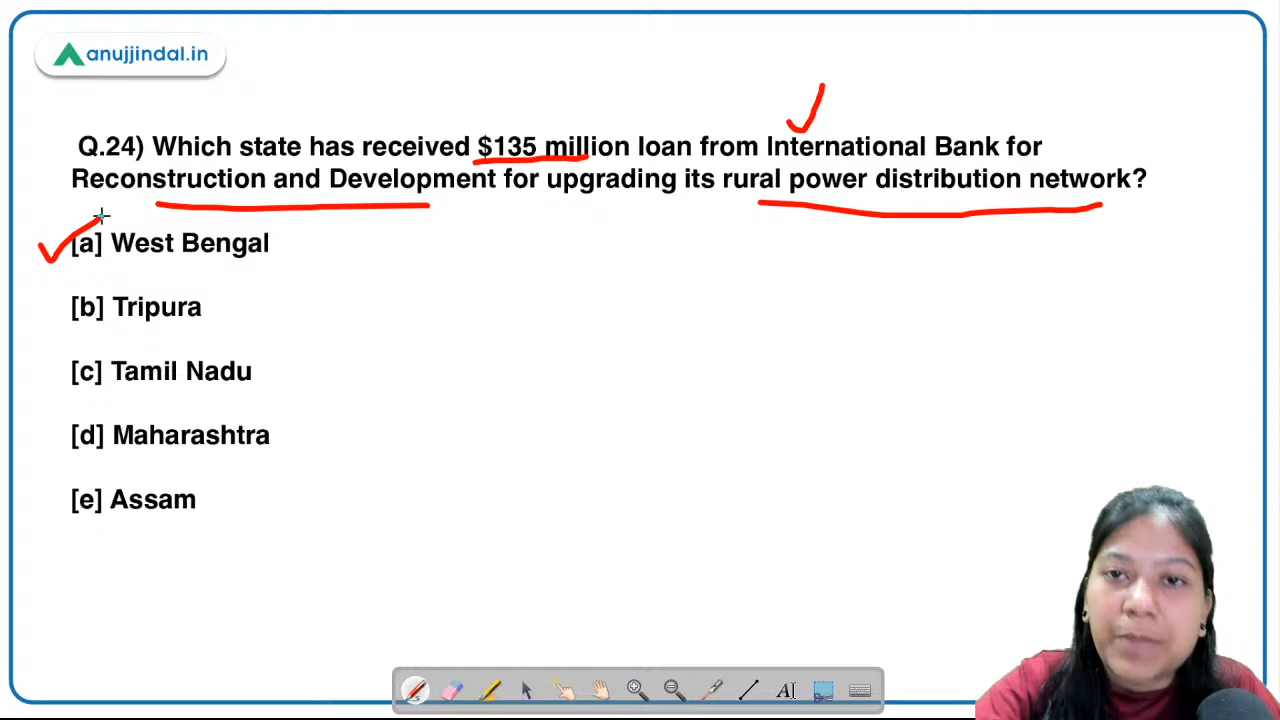 anujjindal.in
Q.24) Which state has received $135 million loan from International Bank for
Reconstruction and Development for upgrading its rural power distribution network?
[a] West Bengal
[b] Tripura
[c] Tamil Nadu
[d] Maharashtra
[e] Assam
A